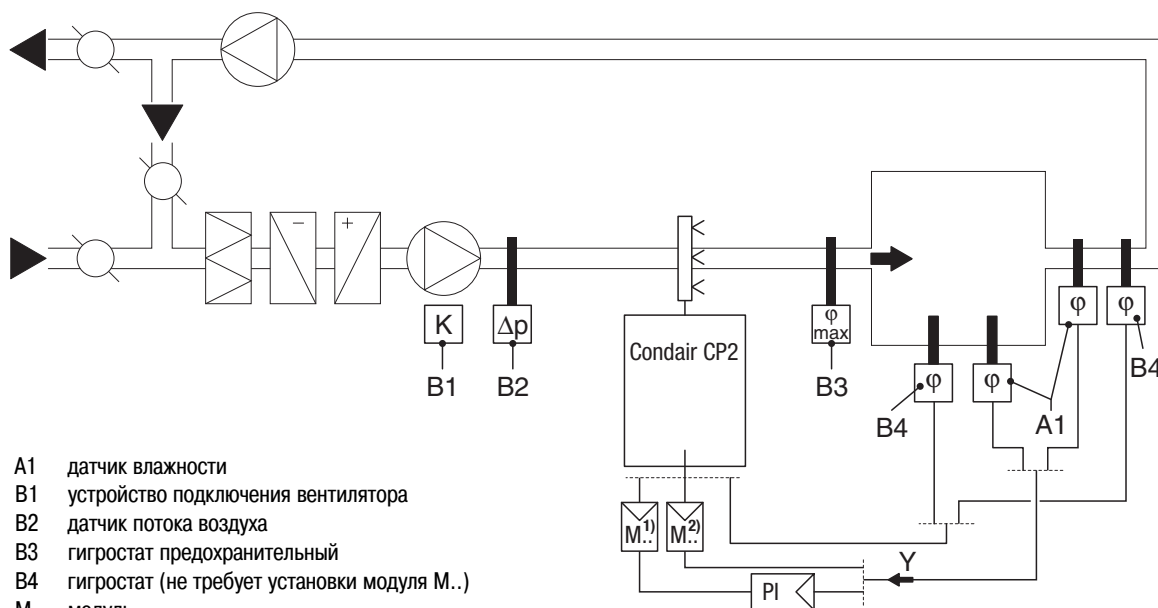 −
+
K
Δp
φ
max
Condair CP2
φ
φ
φ
φ
B1
B2
B3
B4
B4
A1
A1 датчик влажности
B1 устройство подключения вентилятора
B2 датчик потока воздуха
B3 гигростат предохранительный
B4 гигростат (не требует установки модуля M..)
M..1)
M..2)
Y
PI